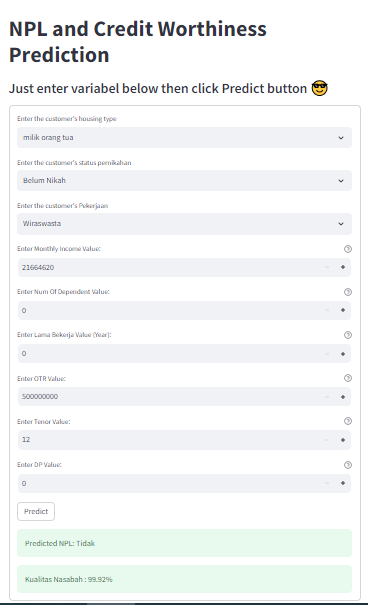 NPL and Credit Worthiness
Prediction
Just enter variabel below then click Predict button 😎
Enter the customer's housing type
milik orang tua
Enter the customer's status pernikahan
Belum Nikah
Enter the customer's Pekerjaan
Wiraswasta
Enter Monthly Income Value:
21664620
Enter Num Of Dependent Value:
0
Enter Lama Bekerja Value (Year):
0
Enter OTR Value:
500000000
Enter Tenor Value:
12
Enter DP Value:
0
Predict
Predicted NPL: Tidak
Kualitas Nasabah : 99.92%